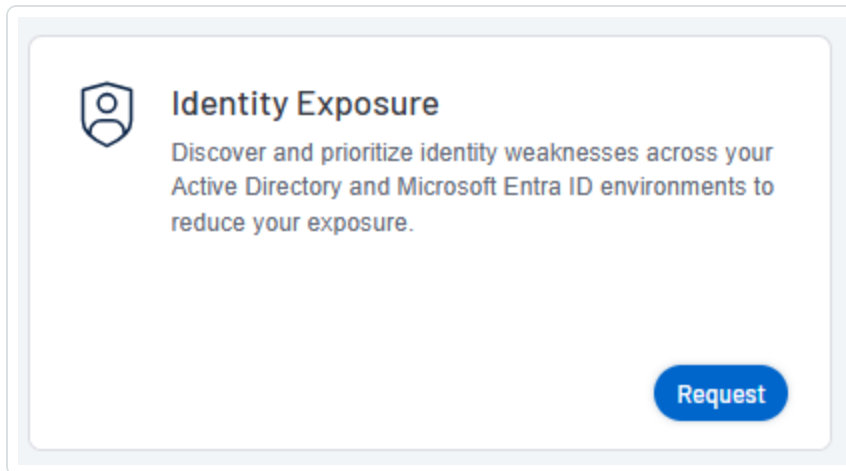 Identity Exposure
Discover and prioritize identity weaknesses across your
Active Directory and Microsoft Entra ID environments to
reduce your exposure.
Request